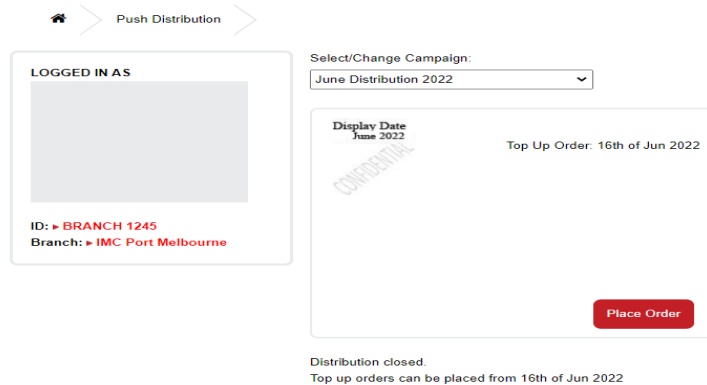 Push Distribution
LOGGED IN AS
ID: ▸ BRANCH 1245
Branch: ▸ IMC Port Melbourne
Select/Change Campaign:
June Distribution 2022
Display Date
June 2022
CONFIDENTIAL
Top Up Order: 16th of Jun 2022
Place Order
Distribution closed.
Top up orders can be placed from 16th of Jun 2022